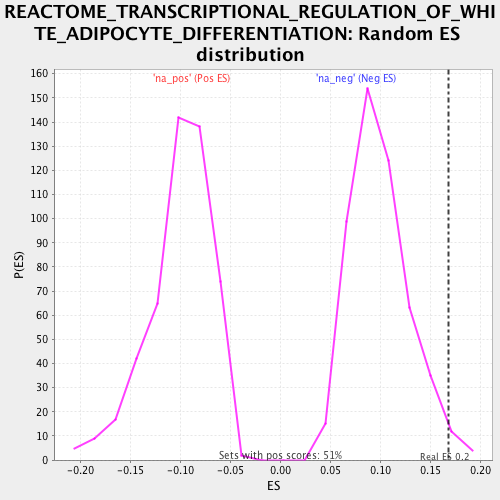 REACTOME_TRANSCRIPTIONAL_REGULATION_OF_WHI
TE_ADIPOCYTE_DIFFERENTIATION: Random ES
distribution
'na_pos' (Pos ES)
'na_neg' (Neg ES)
160
150
140
130
120
110
100
90
80
70
60
50
40
30
20
10
0
P(ES)
Sets with pos scores: 51%
Real ES 0.2
-0.20
-0.15
-0.10
-0.05
0.00
0.05
0.10
0.15
0.20
ES